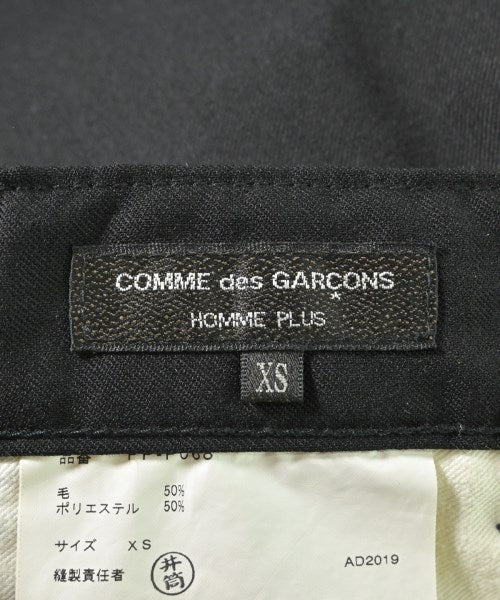 COMME des GARÇONS
HOMME PLUS
XS
品番
毛 50%
ポリエステル 50%
サイズ XS
縫製責任者 井筒
AD2019